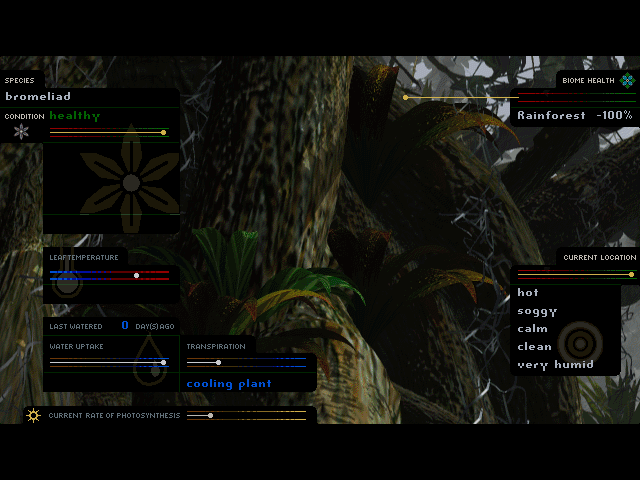 SPECIES
bromeliad
CONDITION
healthy
BIOME HEALTH
Rainforest -100%
LEAF TEMPERATURE
CURRENT LOCATION
hot
soggy
calm
clean
very humid
LAST WATERED 0 DAY(S) AGO
WATER UPTAKE
TRANSPIRATION
cooling plant
CURRENT RATE OF PHOTOSYNTHESIS